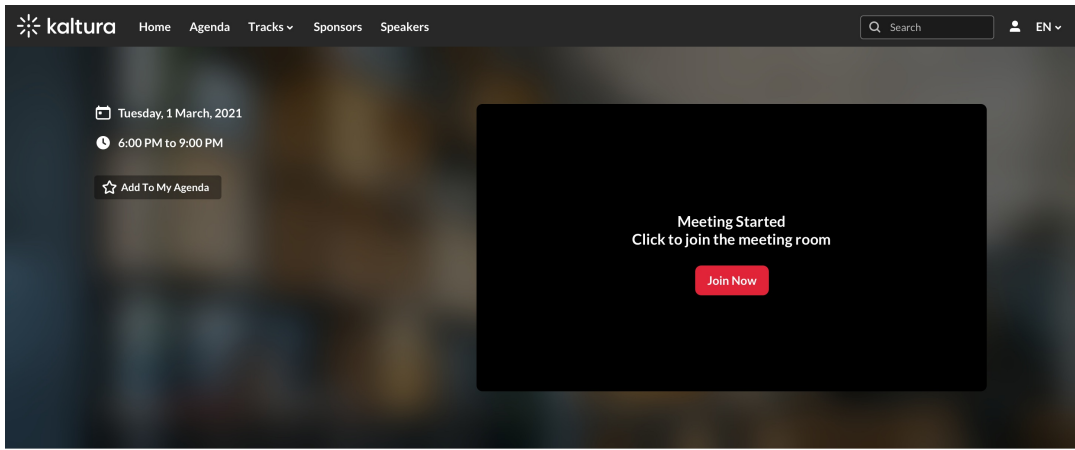 kaltura
Home Agenda Tracks Sponsors Speakers
Search
EN
Tuesday, 1 March, 2021
6:00 PM to 9:00 PM
Add To My Agenda
Meeting Started
Click to join the meeting room
Join Now